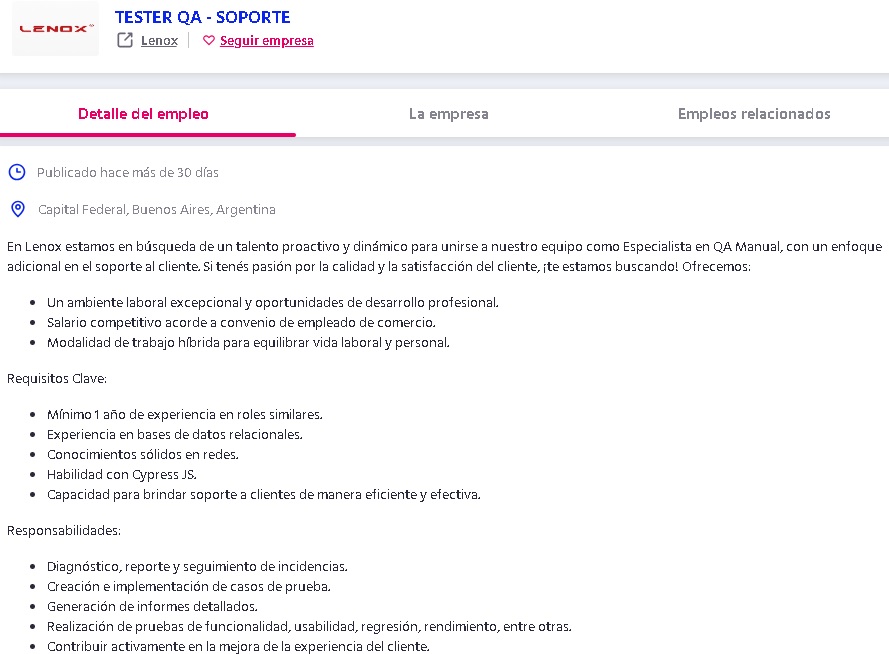 LENOX®
TESTER QA - SOPORTE
Lenox
Seguir empresa
Detalle del empleo
La empresa
Empleos relacionados
Publicado hace más de 30 días
Capital Federal, Buenos Aires, Argentina
En Lenox estamos en búsqueda de un talento proactivo y dinámico para unirse a nuestro equipo como Especialista en QA Manual, con un enfoque
adicional en el soporte al cliente. Si tenés pasión por la calidad y la satisfacción del cliente, ¡te estamos buscando! Ofrecemos:
• Un ambiente laboral excepcional y oportunidades de desarrollo profesional.
• Salario competitivo acorde a convenio de empleado de comercio.
• Modalidad de trabajo híbrida para equilibrar vida laboral y personal.
Requisitos Clave:
• Mínimo 1 año de experiencia en roles similares.
• Experiencia en bases de datos relacionales.
• Conocimientos sólidos en redes.
• Habilidad con Cypress JS.
• Capacidad para brindar soporte a clientes de manera eficiente y efectiva.
Responsabilidades:
• Diagnóstico, reporte y seguimiento de incidencias.
• Creación e implementación de casos de prueba.
• Generación de informes detallados.
• Realización de pruebas de funcionalidad, usabilidad, regresión, rendimiento, entre otras.
• Contribuir activamente en la mejora de la experiencia del cliente.